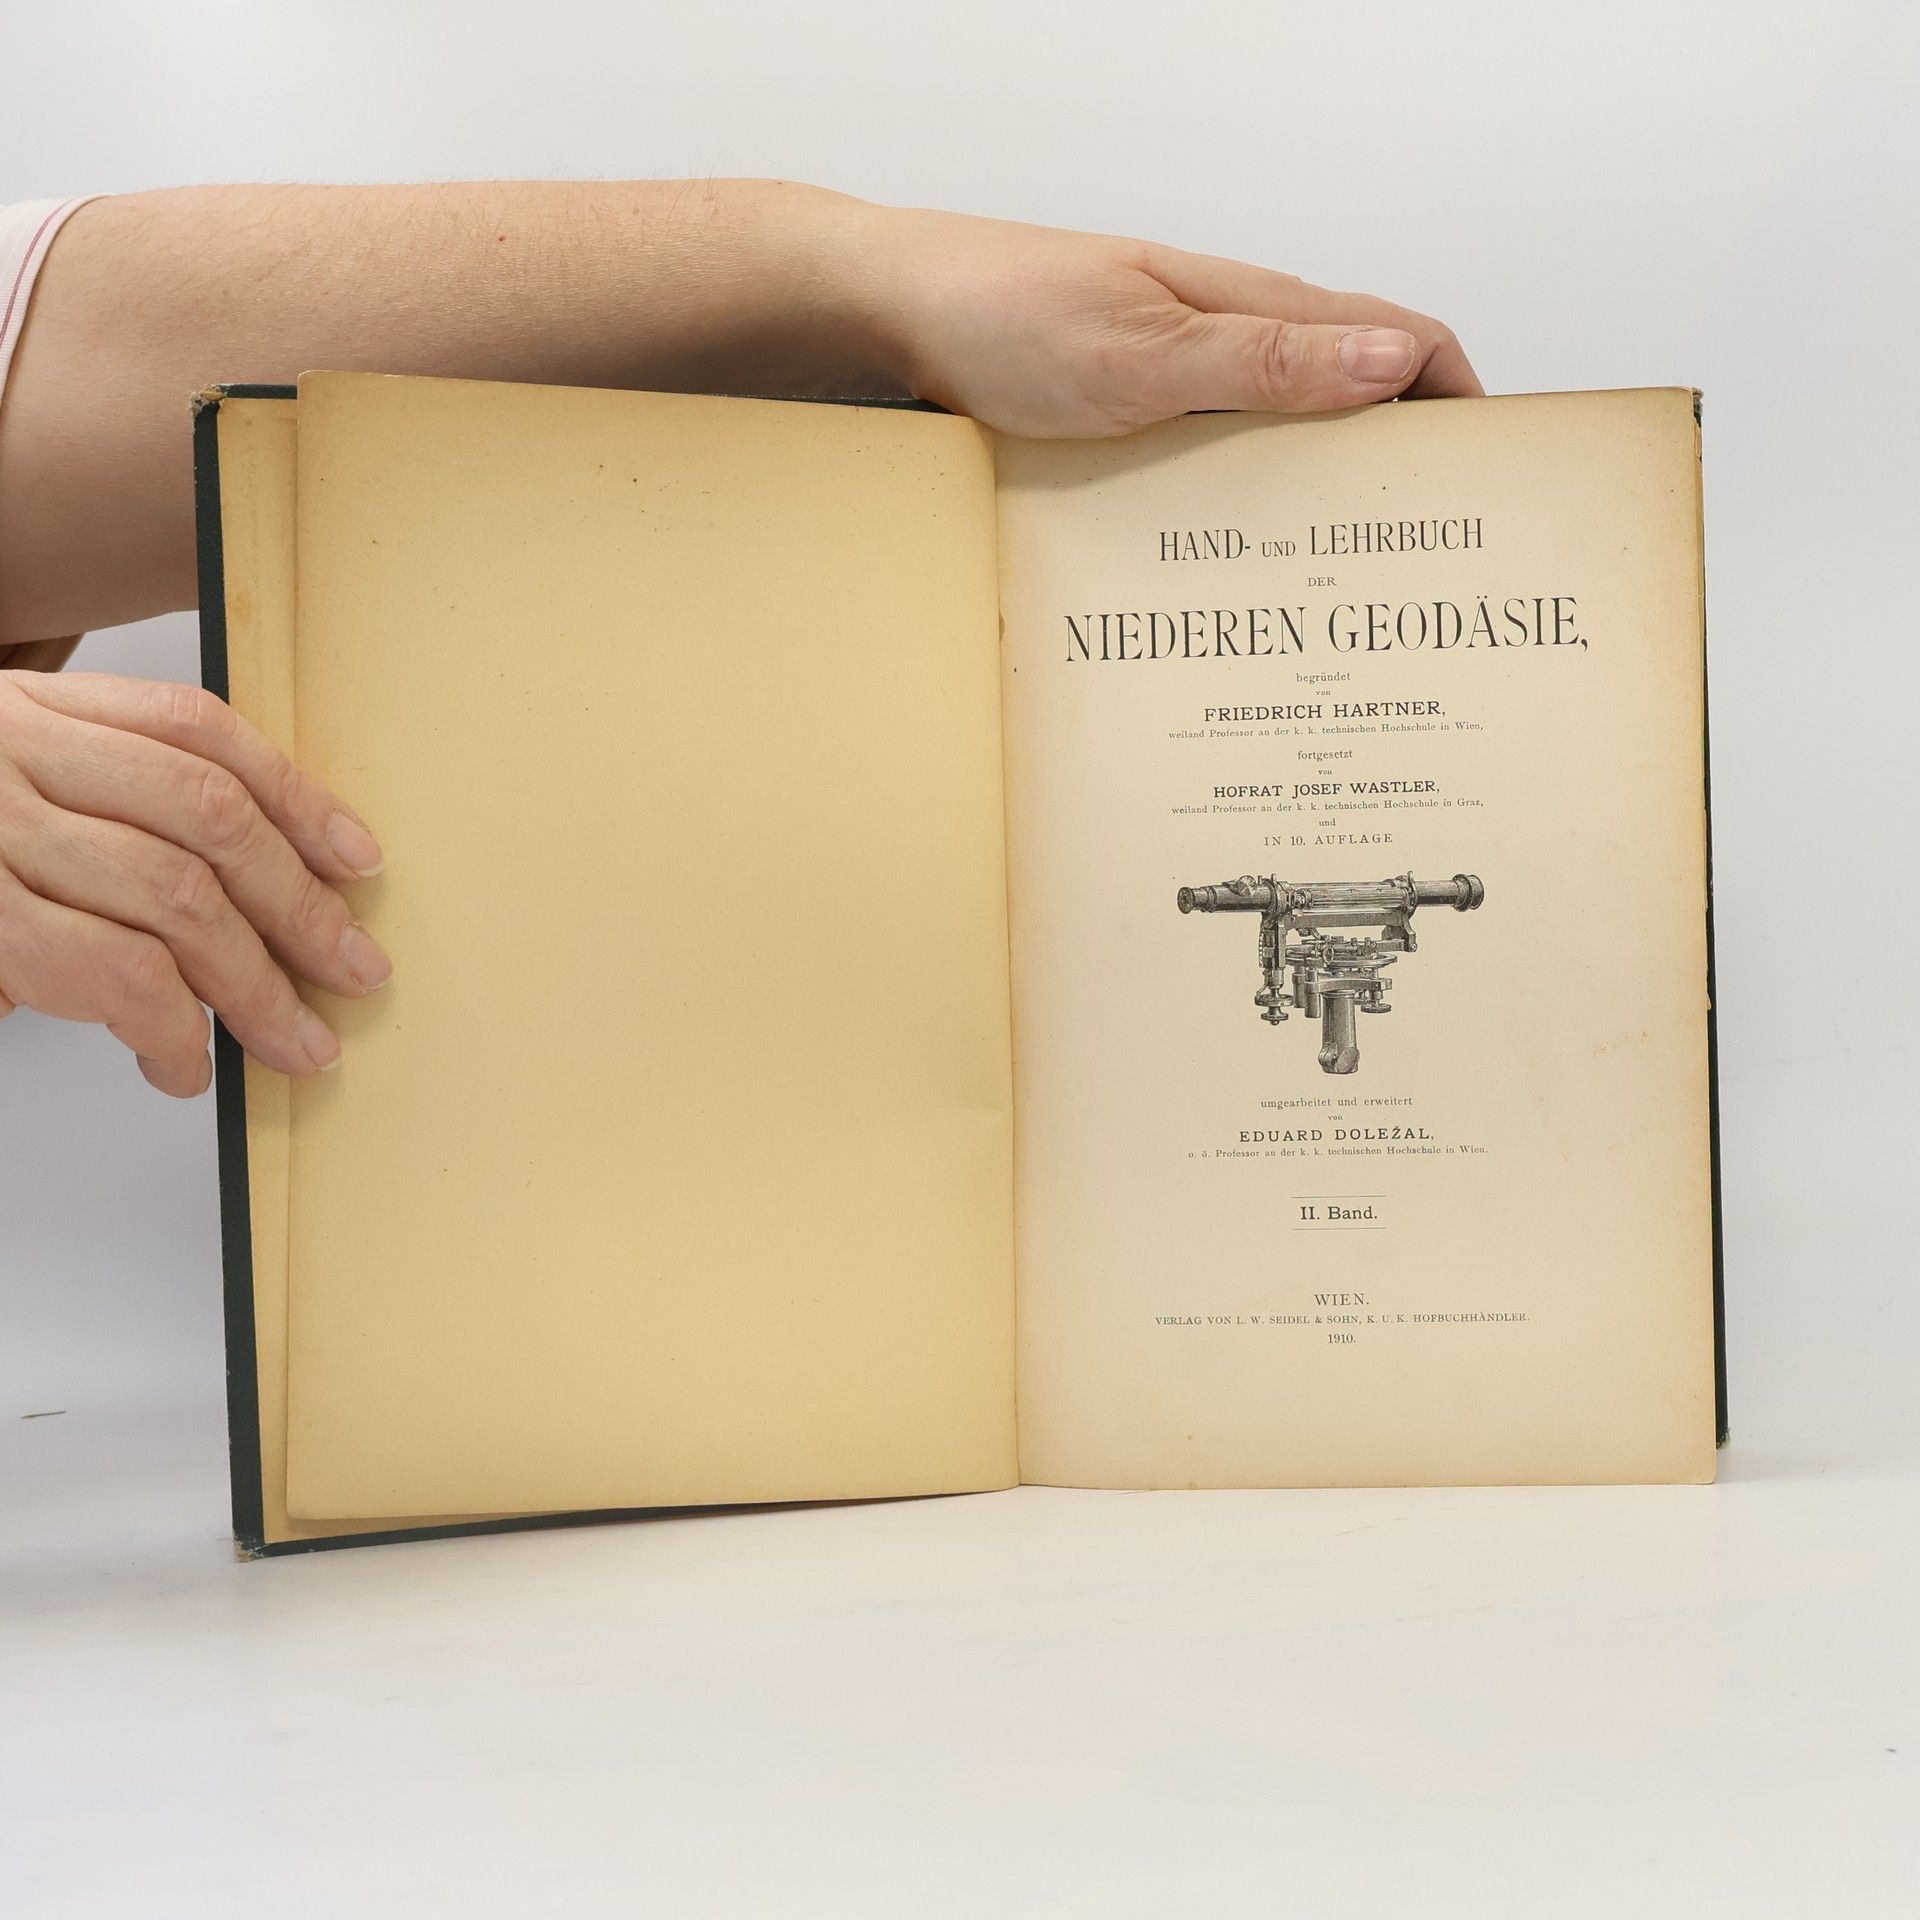 HAND- UND LEHRBUCH
DER
NIEDEREN GEODÄSIE,
begründet
von
FRIEDRICH HARTNER,
weiland Professor an der k. k. technischen Hochschule in Wien,
fortgesetzt
von
HOFRAT JOSEF WASTLER,
weiland Professor an der k. k. technischen Hochschule in Graz,
und
IN 10. AUFLAGE
umgearbeitet und erweitert
von
EDUARD DOLEŽAL,
o. ö. Professor an der k. k. technischen Hochschule in Wien.
II. Band.
WIEN.
VERLAG VON L. W. SEIDEL & SOHN, K. U. K. HOFBUCHHÄNDLER.
1910.